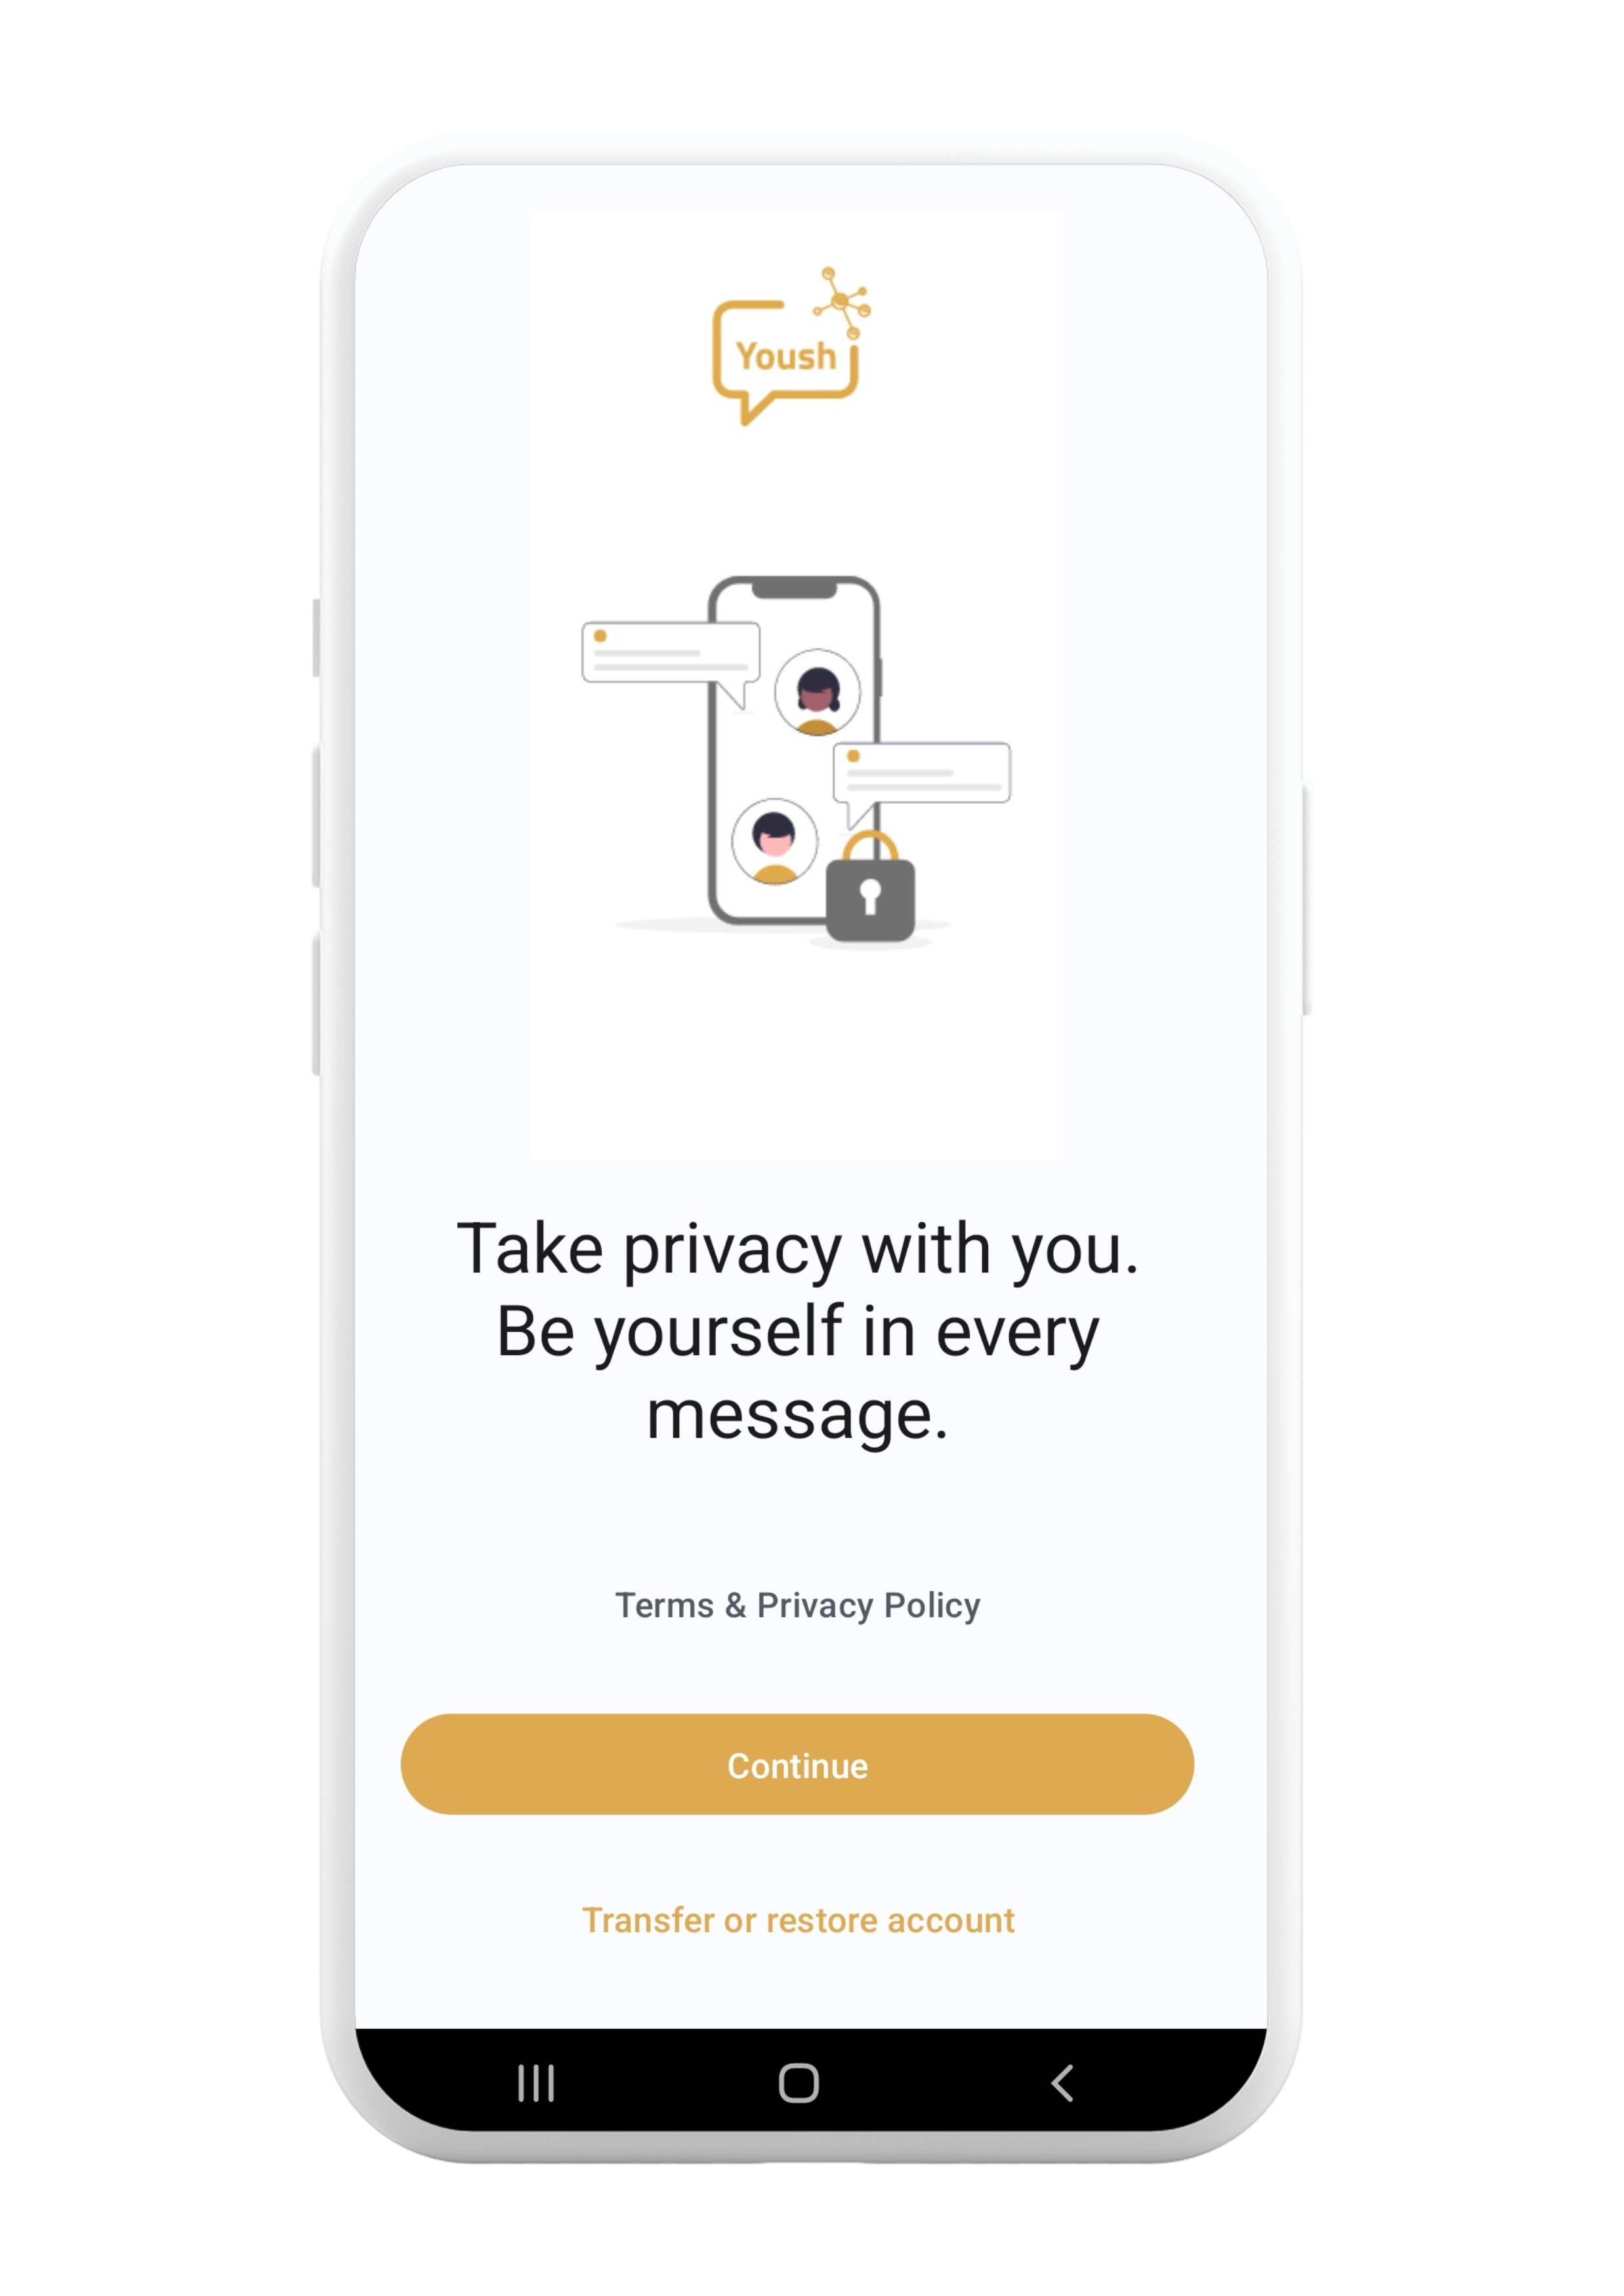 Yoush
Take privacy with you.
Be yourself in every
message.
Terms & Privacy Policy
Continue
Transfer or restore account